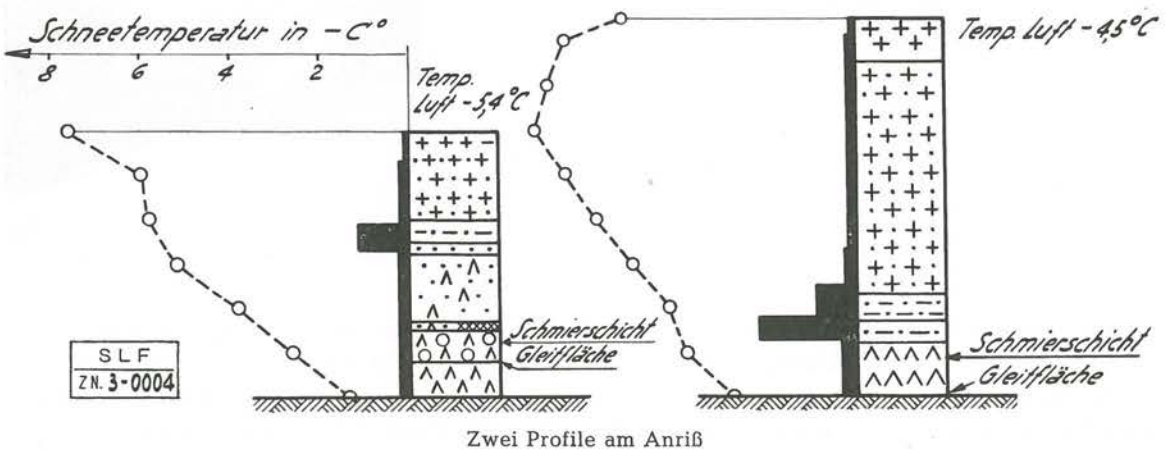 Schneetemperatur in -C°
8 6 4 2
Temp.
Luft -5,4°C
Temp. Luft -4,5°C
Schmierschicht
Gleitfläche
Schmierschicht
Gleitfläche
SLF
ZN. 3-0004
Zwei Profile am Anriß